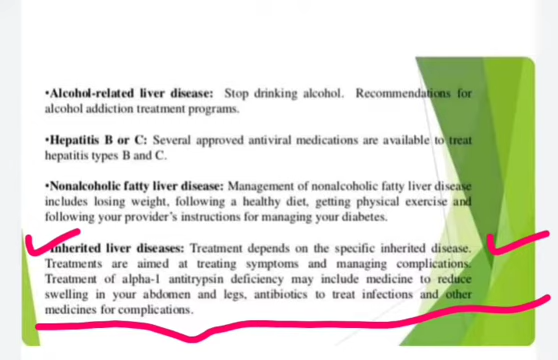 •Alcohol-related liver disease: Stop drinking alcohol. Recommendations for
alcohol addiction treatment programs.
•Hepatitis B or C: Several approved antiviral medications are available to treat
hepatitis types B and C.
•Nonalcoholic fatty liver disease: Management of nonalcoholic fatty liver disease
includes losing weight, following a healthy diet, getting physical exercise and
following your provider's instructions for managing your diabetes.
Inherited liver diseases: Treatment depends on the specific inherited disease.
Treatments are aimed at treating symptoms and managing complications.
Treatment of alpha-1 antitrypsin deficiency may include medicine to reduce
swelling in your abdomen and legs, antibiotics to treat infections and other
medicines for complications.